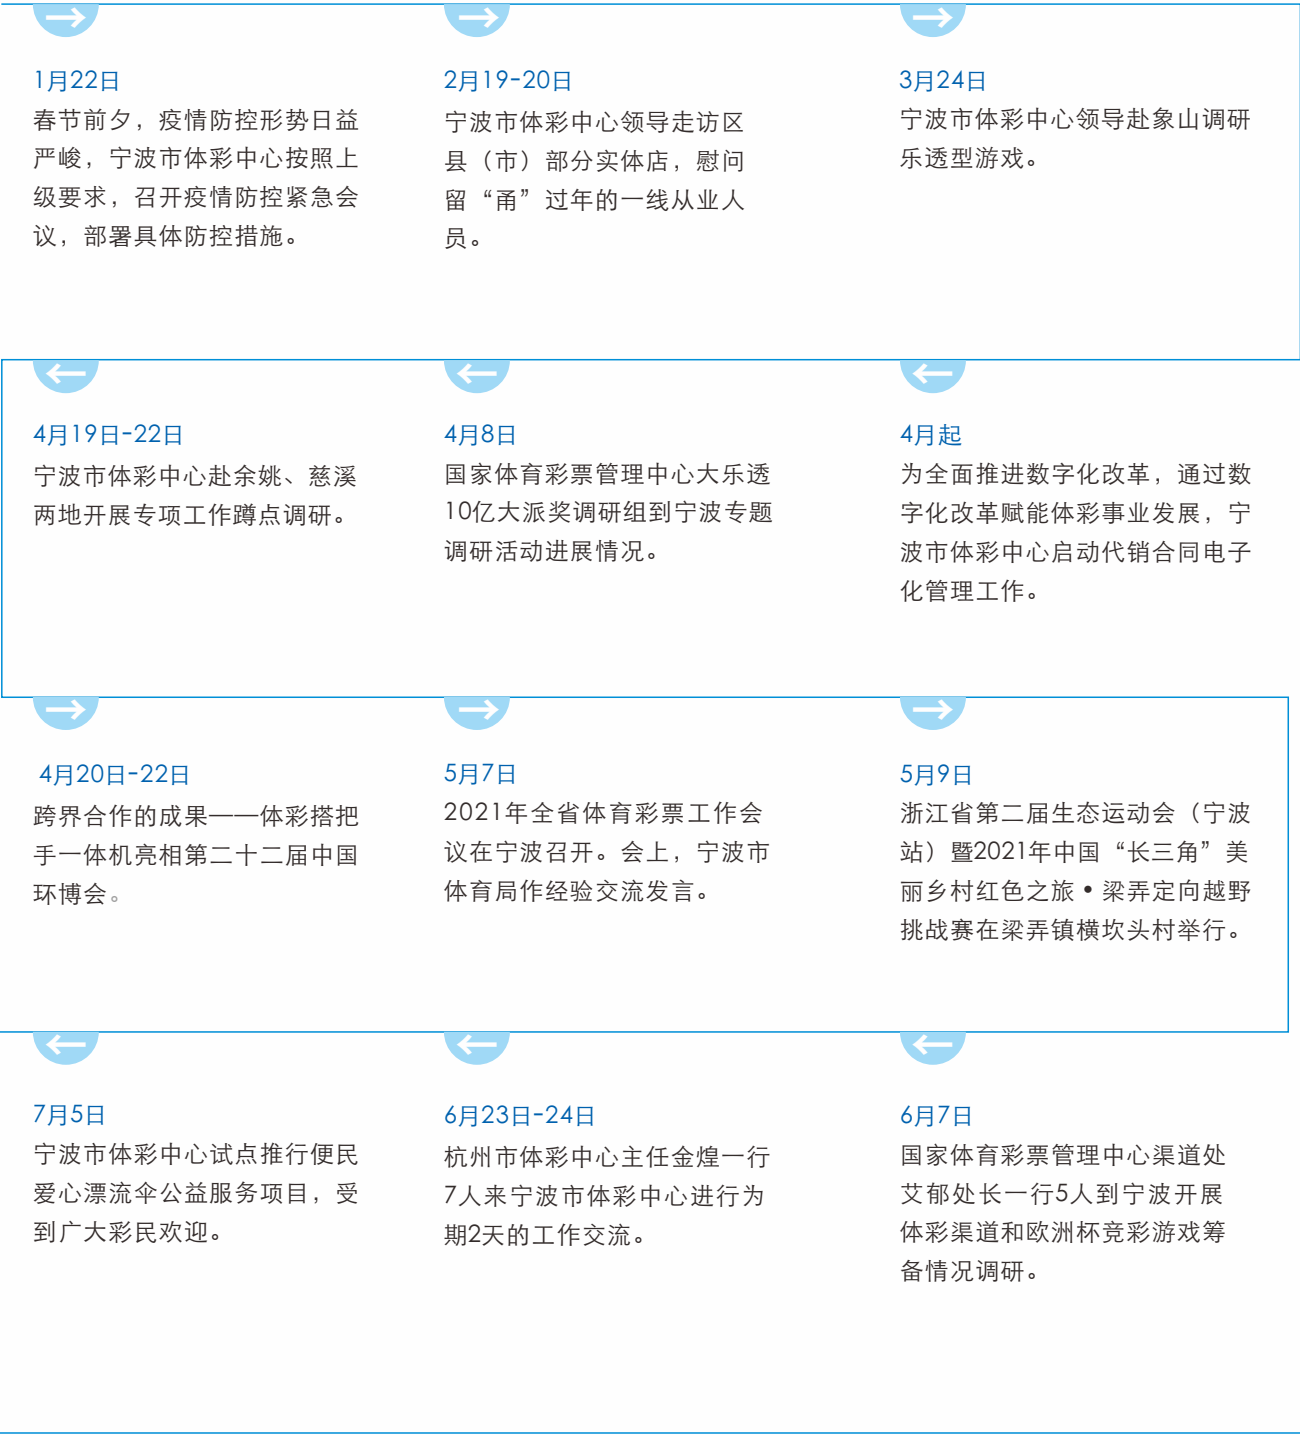 1月22日
春节前夕，疫情防控形势日益
严峻，宁波市体彩中心按照上
级要求，召开疫情防控紧急会
议，部署具体防控措施。
2月19-20日
宁波市体彩中心领导走访区
县（市）部分实体店，慰问
留“甬”过年的一线从业人
员。
3月24日
宁波市体彩中心领导赴象山调研
乐透型游戏。
4月起
为全面推进数字化改革，通过数
字化改革赋能体彩事业发展，宁
波市体彩中心启动代销合同电子
化管理工作。
4月8日
国家体育彩票管理中心大乐透
10亿大派奖调研组到宁波专题
调研活动进展情况。
4月19日-22日
宁波市体彩中心赴余姚、慈溪
两地开展专项工作蹲点调研。
4月20日-22日
跨界合作的成果——体彩搭把
手一体机亮相第二十二届中国
环博会。
5月7日
2021年全省体育彩票工作会
议在宁波召开。会上，宁波市
体育局作经验交流发言。
5月9日
浙江省第二届生态运动会（宁波
站）暨2021年中国“长三角”美
丽乡村红色之旅•梁弄定向越野
挑战赛在梁弄镇横坎头村举行。
6月7日
国家体育彩票管理中心渠道处
艾郁处长一行5人到宁波开展
体彩渠道和欧洲杯竞彩游戏筹
备情况调研。
6月23日-24日
杭州市体彩中心主任金煌一行
7人来宁波市体彩中心进行为
期2天的工作交流。
7月5日
宁波市体彩中心试点推行便民
爱心漂流伞公益服务项目，受
到广大彩民欢迎。